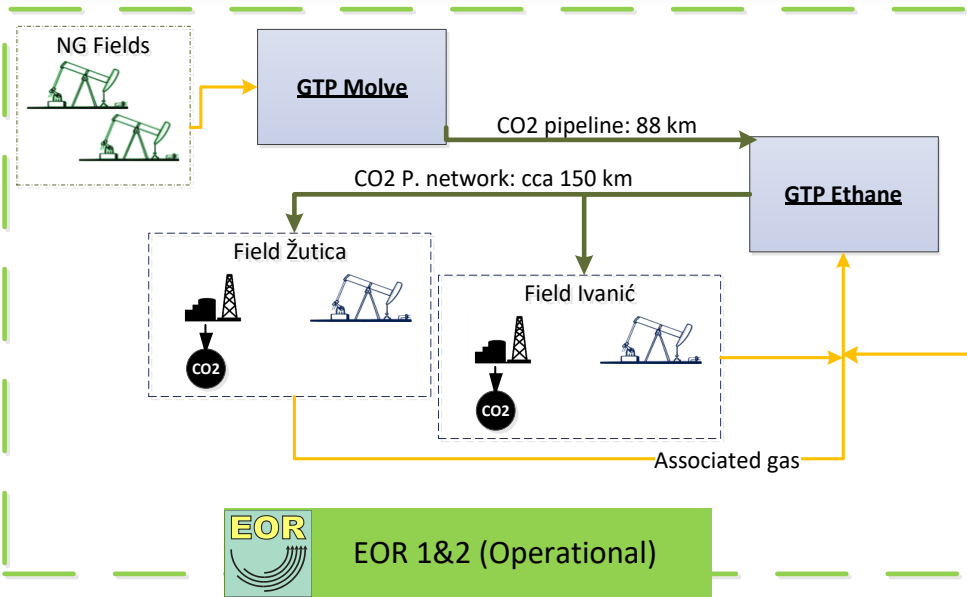 NG Fields
GTP Molve
CO2 pipeline: 88 km
CO2 P. network: cca 150 km
GTP Ethane
Field Žutica
Field Ivanić
CO2
CO2
Associated gas
EOR
EOR 1&2 (Operational)